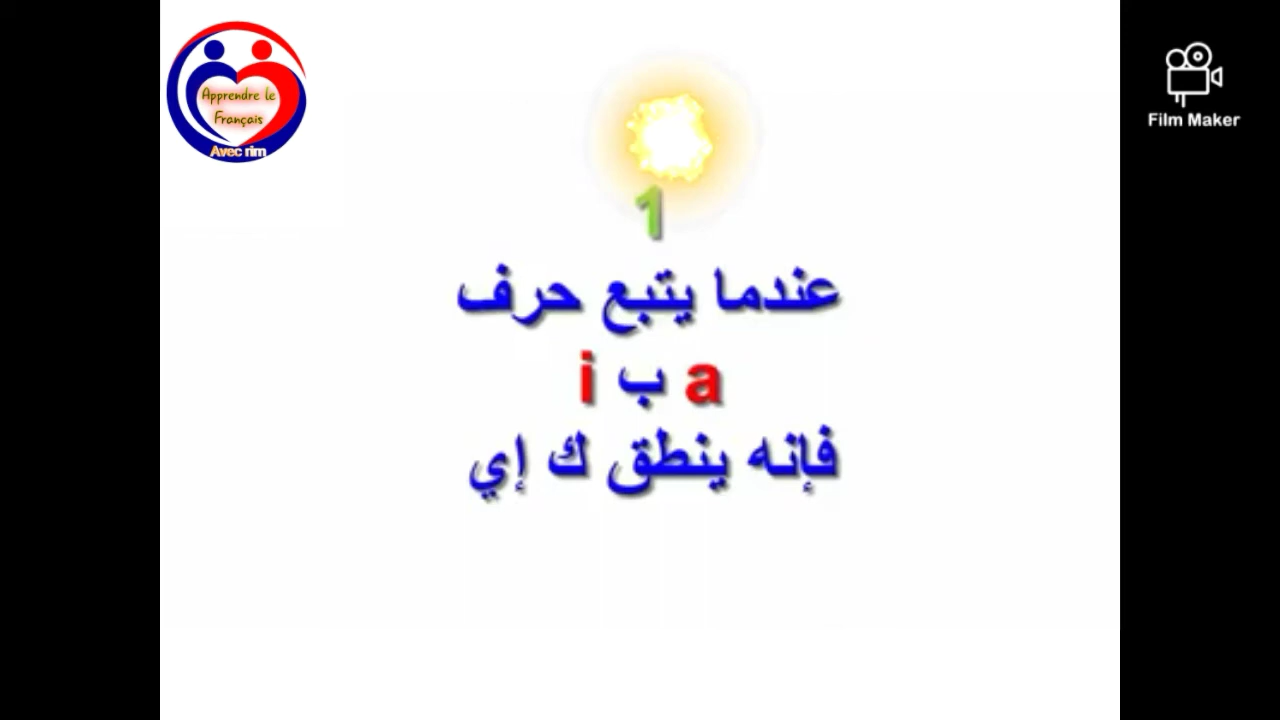 Apprendre le
Français
Avec rim
Film Maker
1
عندما يتبع حرف
a ب i
فإنه ينطق ك إي